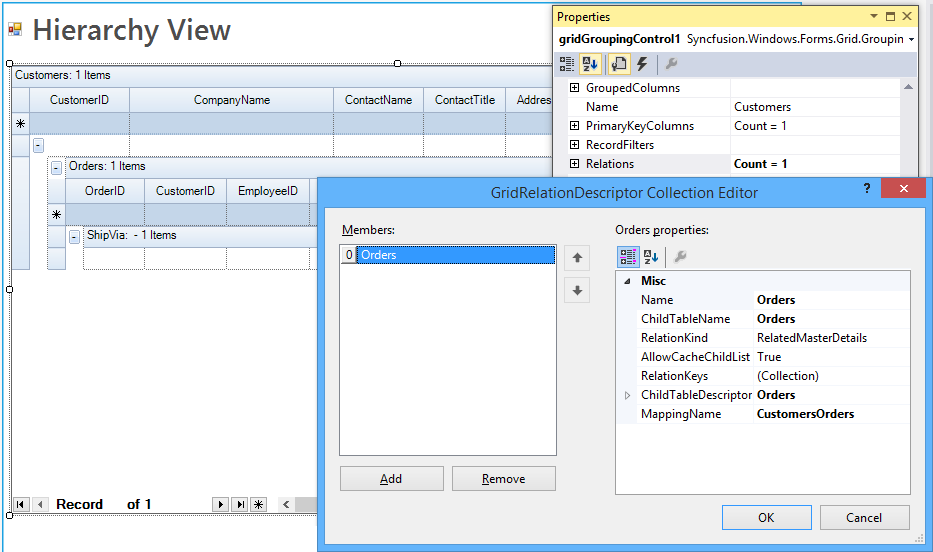 Hierarchy View
Customers: 1 Items
CustomerID CompanyName ContactName ContactTitle Addres
Orders: 1 Items
OrderID CustomerID EmployeeID
ShipVia: - 1 Items
Record of 1
Properties
gridGroupingControl1 Syncfusion.Windows.Forms.Grid.Groupin
GroupedColumns
Name Customers
PrimaryKeyColumns Count = 1
RecordFilters
Relations Count = 1
GridRelationDescriptor Collection Editor
?
Members:
0 Orders
Add Remove
Orders properties:
Misc
Name Orders
ChildTableName Orders
RelationKind RelatedMasterDetails
AllowCacheChildList True
RelationKeys (Collection)
ChildTableDescriptor Orders
MappingName CustomersOrders
OK Cancel